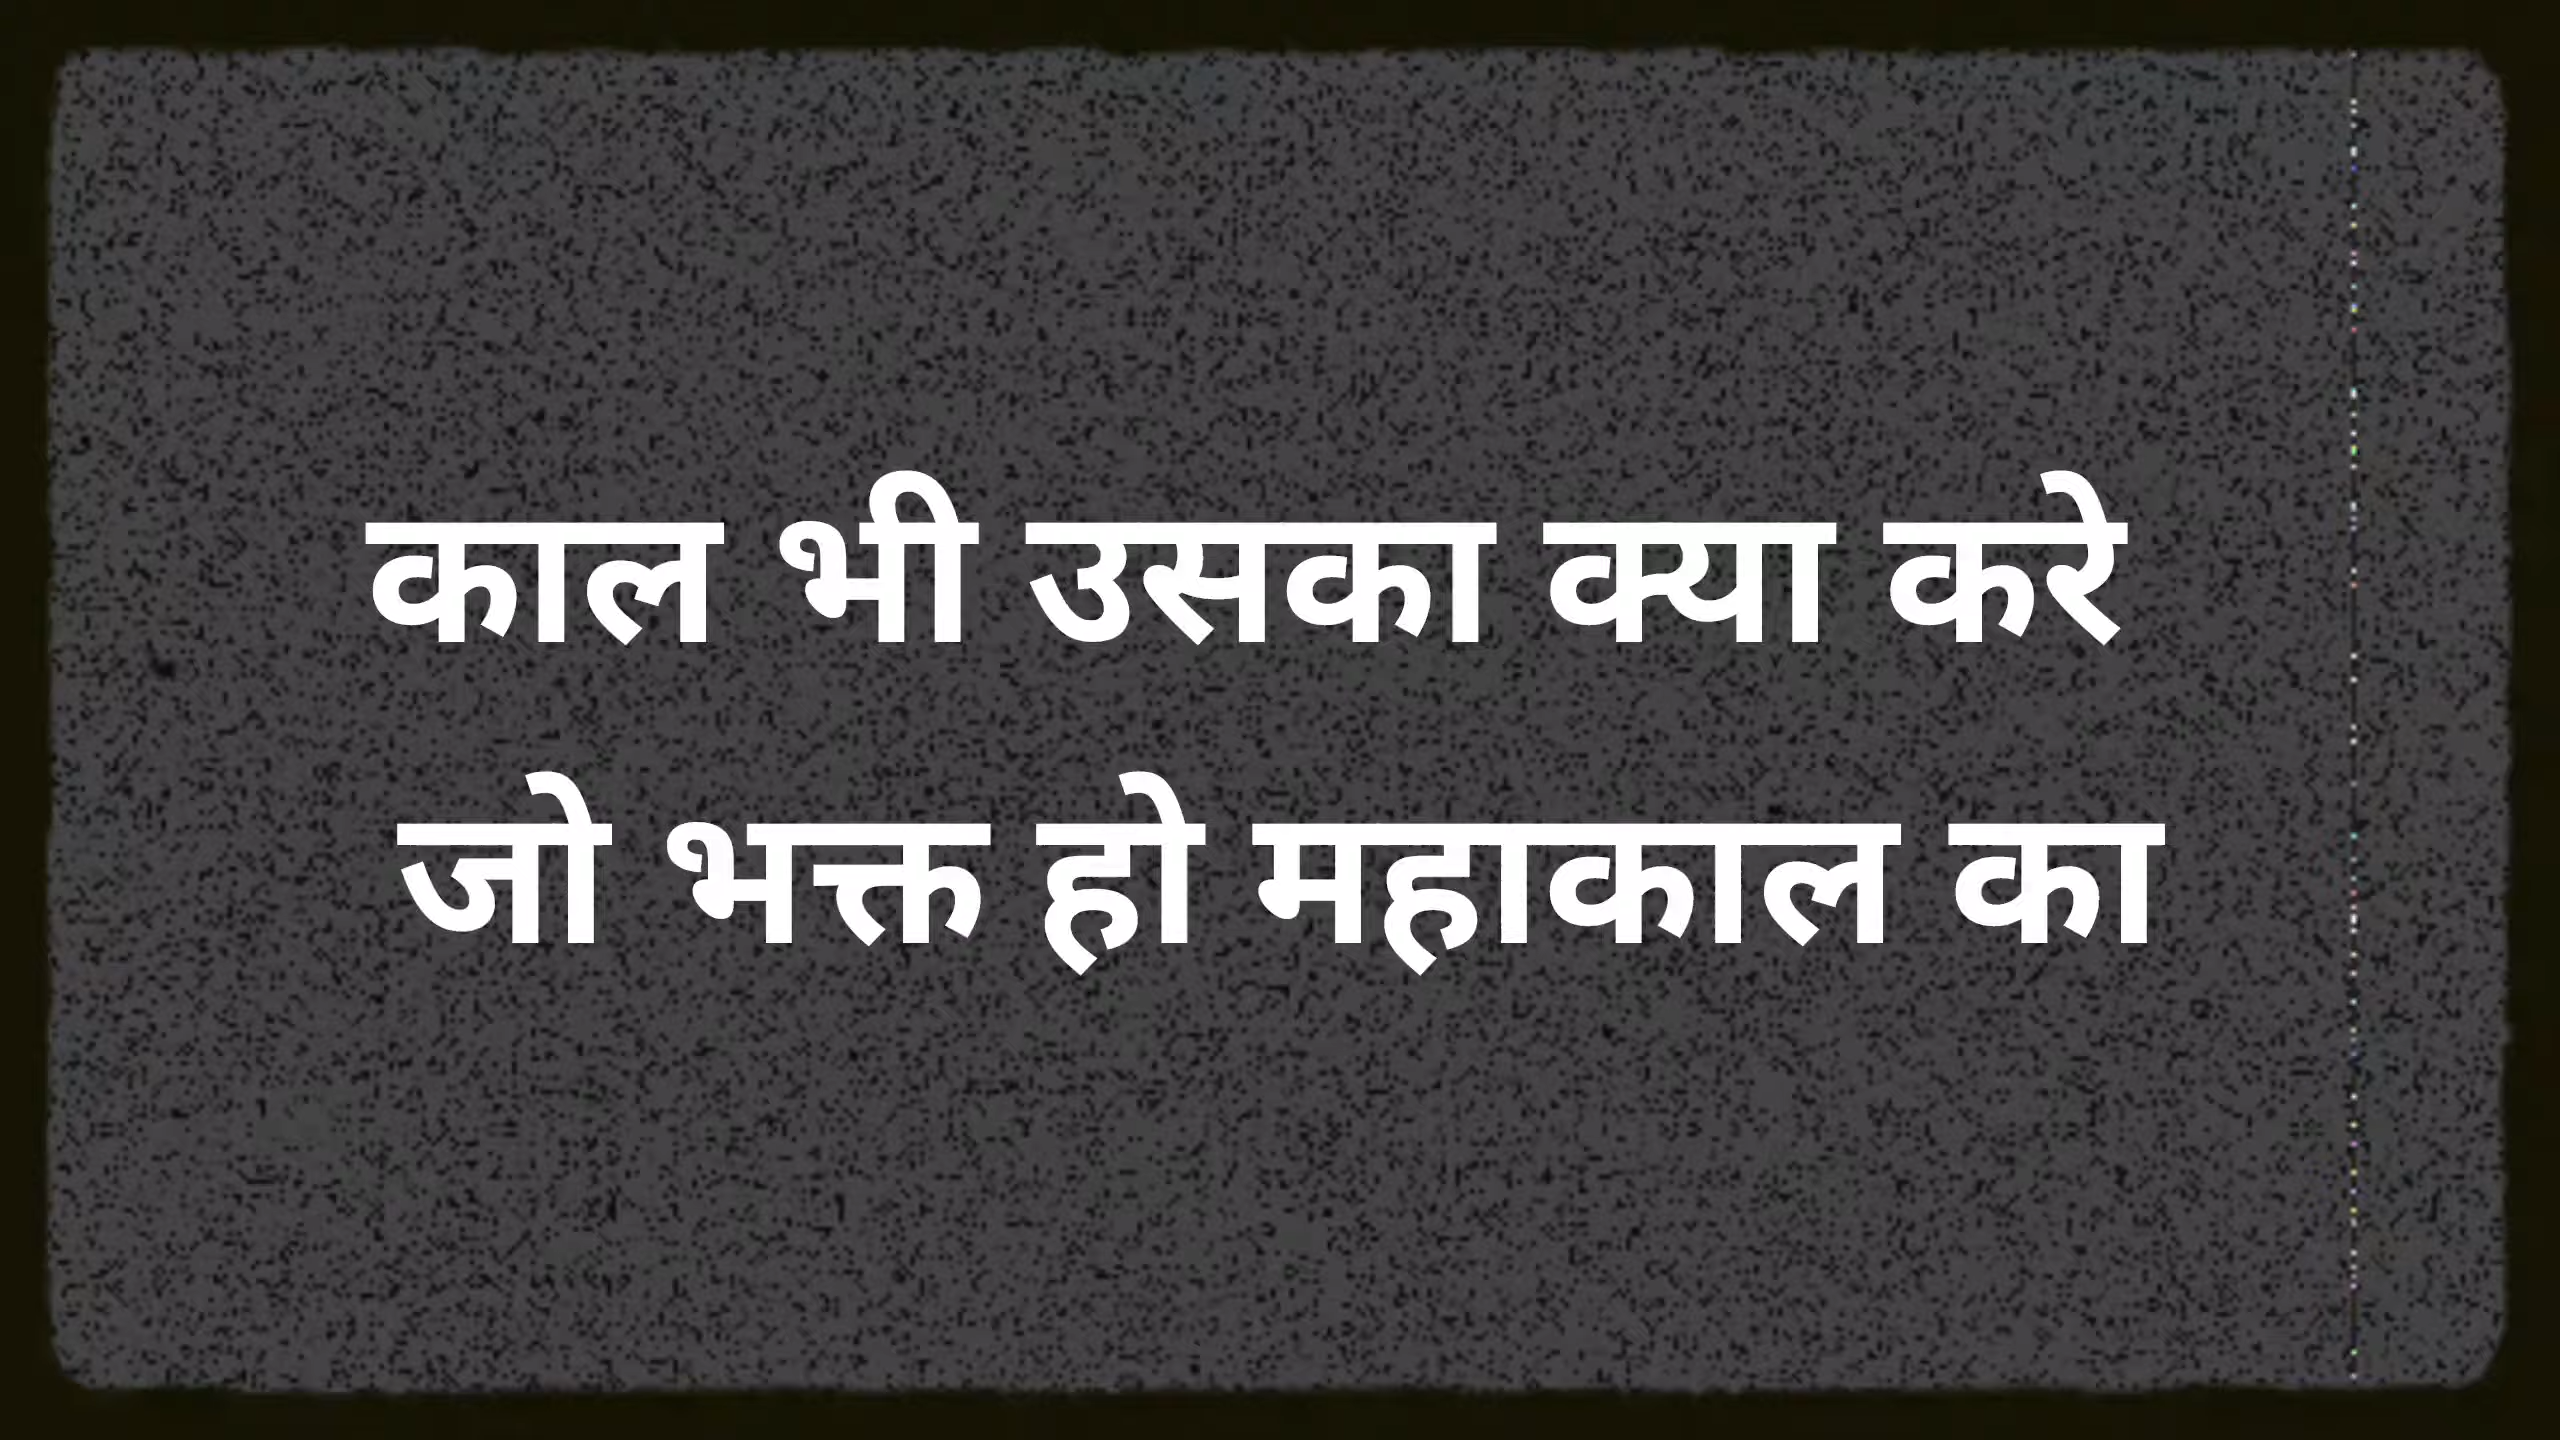 काल भी उसका क्या करे
जो भक्त हो महाकाल का